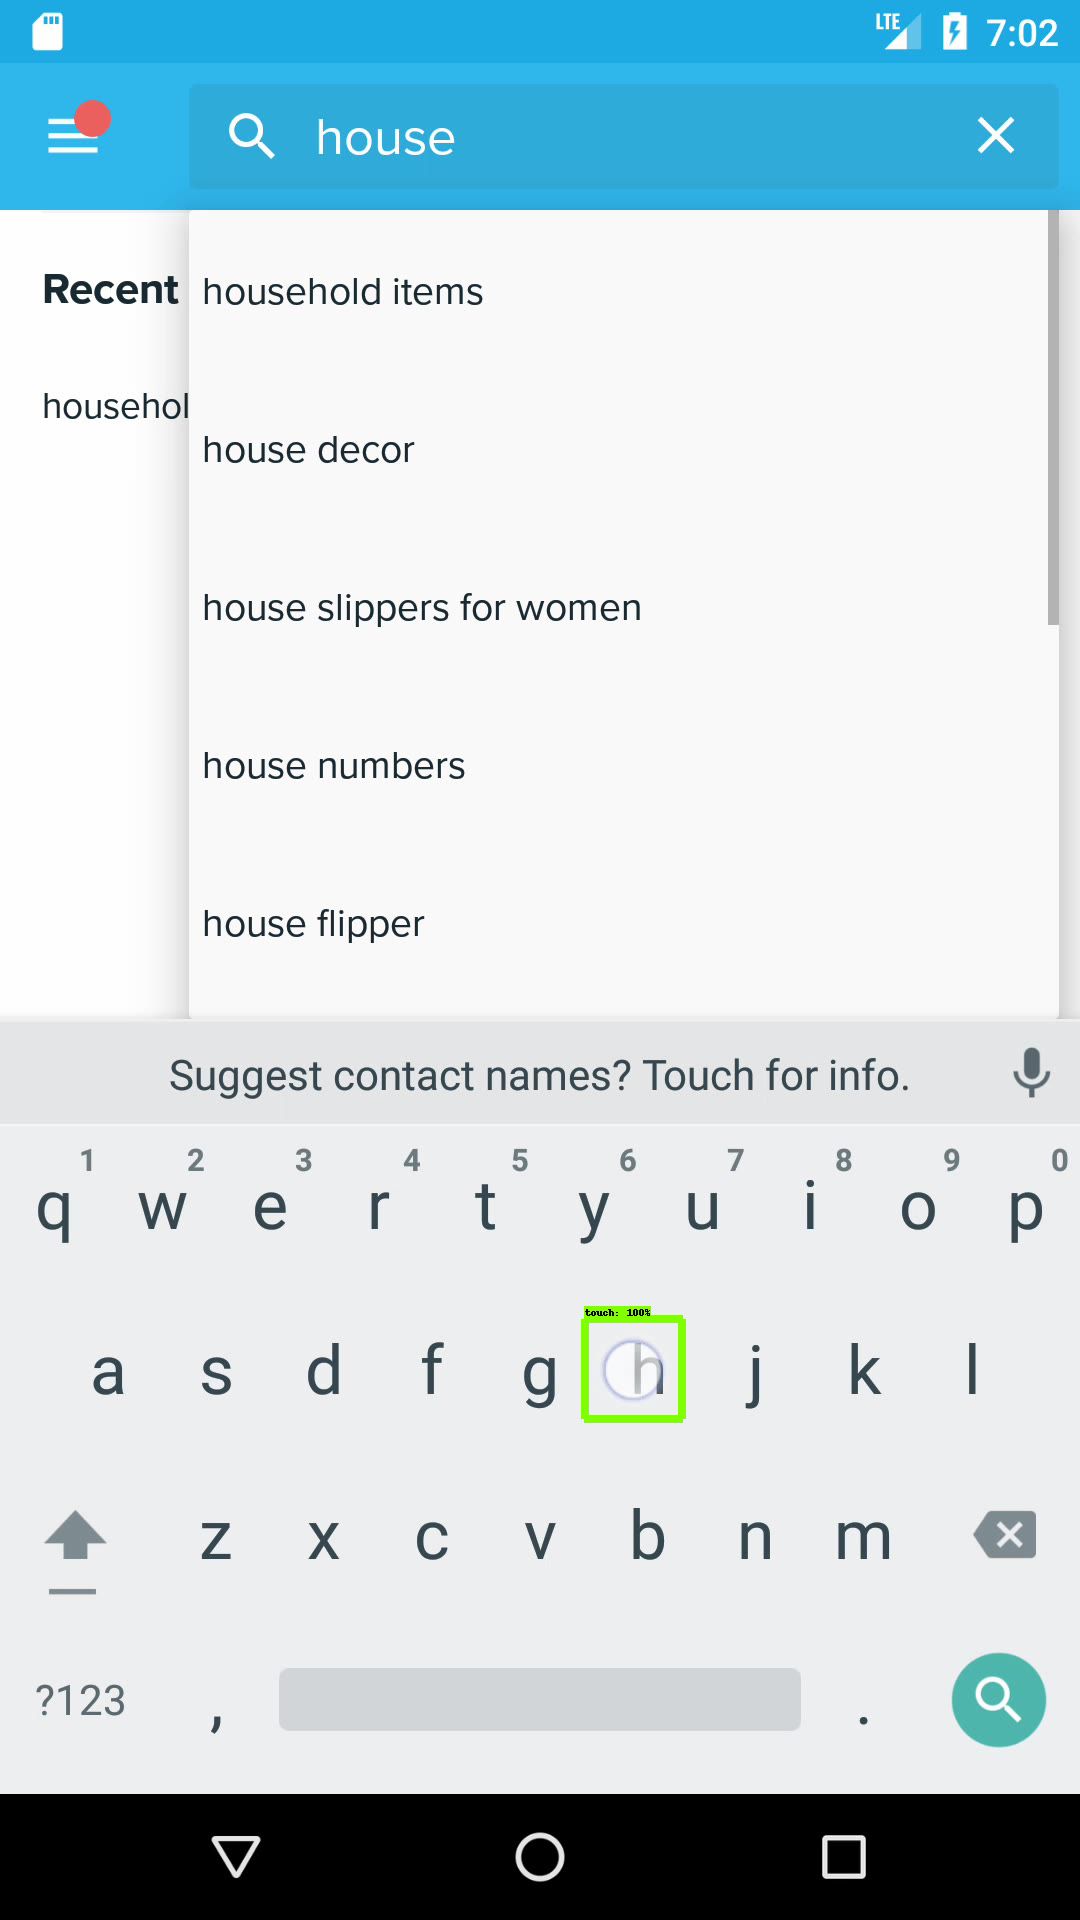 LTE 7:02
house
Recent
househol
household items
house decor
house slippers for women
house numbers
house flipper
Suggest contact names? Touch for info.
1 2 3 4 5 6 7 8 9 0
q w e r t y u i o p
touch: 100%
a s d f g h j k l
z x c v b n m
?123 , .